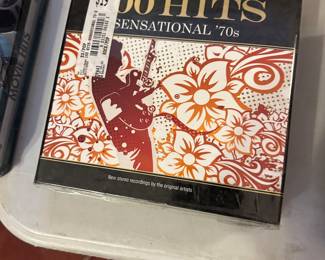 00 HITS
SENSATIONAL '70s
New stereo recordings by the original artists
MOVIE HITS